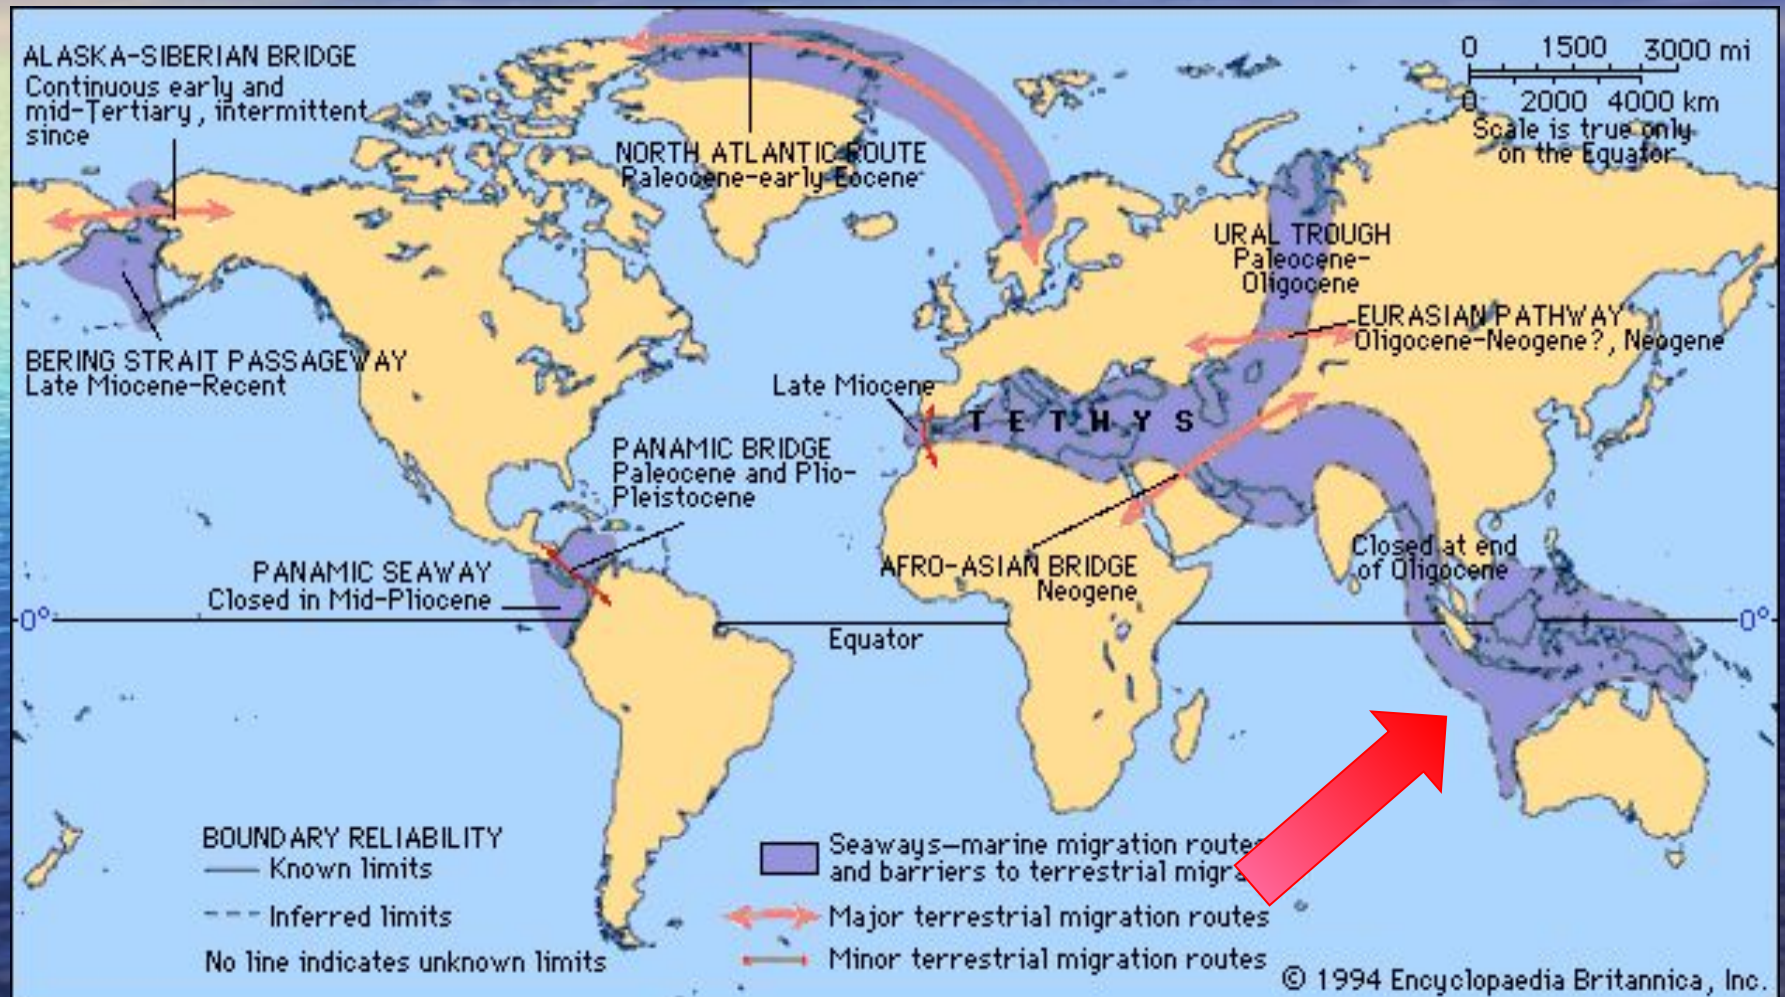 ALASKA-SIBERIAN BRIDGE
Continuous early and
mid-Tertiary, intermittent
since
0 1500 3000 mi
0 2000 4000 km
Scale is true only
on the Equator
NORTH ATLANTIC ROUTE
Paleocene-early Eocene
URAL TROUGH
Paleocene-
Oligocene
EURASIAN PATHWAY
Oligocene-Neogene?, Neogene
BERING STRAIT PASSAGEWAY
Late Miocene-Recent
Late Miocene
TETHYS
PANAMIC BRIDGE
Paleocene and Plio-
Pleistocene
PANAMIC SEAWAY
Closed in Mid-Pliocene
AFRO-ASIAN BRIDGE
Neogene
Closed at end
of Oligocene
0°
Equator
0°
BOUNDARY RELIABILITY
Known limits
Inferred limits
No line indicates unknown limits
Seaways—marine migration routes
and barriers to terrestrial migra
Major terrestrial migration routes
Minor terrestrial migration routes
© 1994 Encyclopaedia Britannica, Inc.